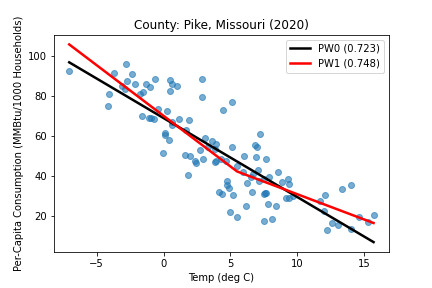 County: Pike, Missouri (2020)
PW0 (0.723)
PW1 (0.748)
Per-Capita Consumption (MMBtu/1000 Households)
100
80
60
40
20
−5
0
5
10
15
Temp (deg C)